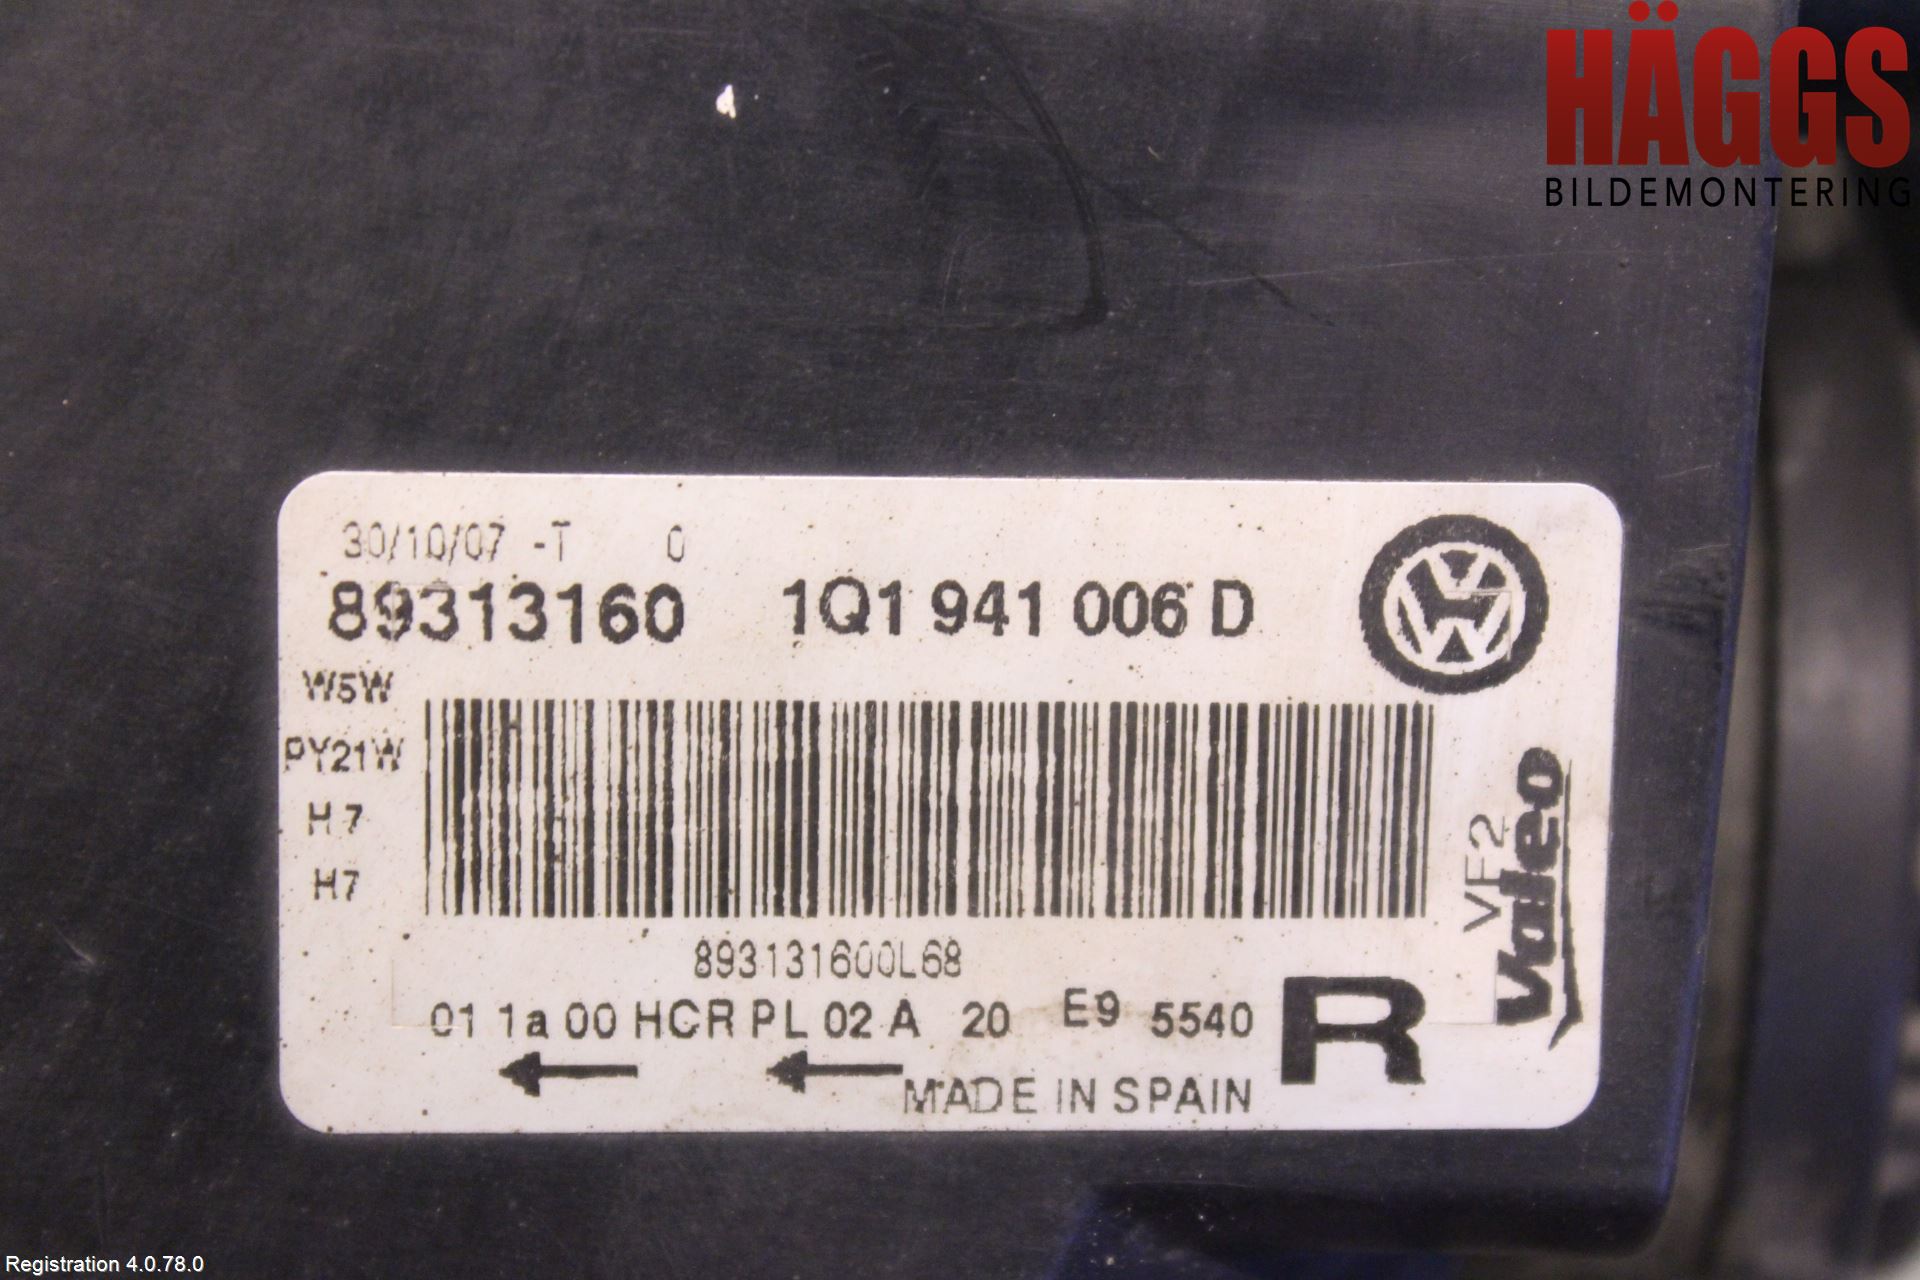 HÄGGS
BILDEMONTERING
30/10/07 -T 0
89313160 1Q1 941 006 D
W5W
PY21W
H7
H7
VF2
Valeo
893131600L68
01 1a 00 HCR PL 02 A 20 E9 5540 R
MADE IN SPAIN
Registration 4.0.78.0